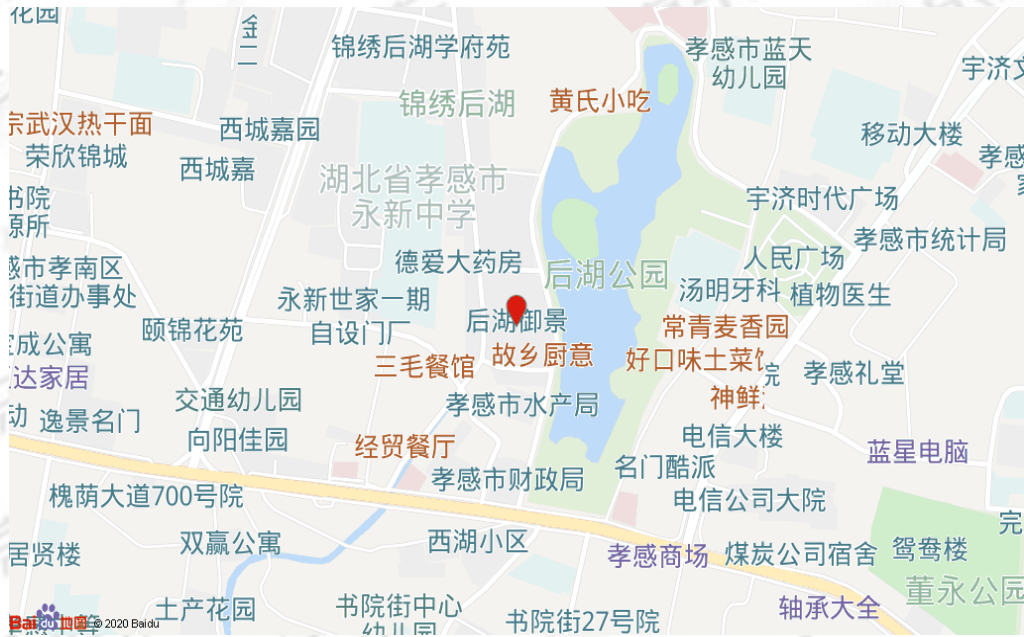 花园
金二
锦绣后湖学府苑
孝感市蓝天
幼儿园
宇济文
锦绣后湖
黄氏小吃
宗武汉热干面
西城嘉园
移动大楼
荣欣锦城
西城嘉
孝感
湖北省孝感市
永新中学
书院
源所
宇济时代广场
孝感市统计局
德爱大药房
人民广场
感市孝南区
街道办事处
后湖公园
汤明牙科
植物医生
永新世家一期
后湖御景
颐锦花苑
自设门厂
常青麦香园
定成公寓
故乡厨意
好口味土菜馆
三毛餐馆
院
孝感礼堂
达家居
交通幼儿园
神鲜
孝感市水产局
动
逸景名门
向阳佳园
电信大楼
经贸餐厅
蓝星电脑
名门酷派
孝感市财政局
槐荫大道700号院
电信公司大院
完
双赢公寓
西湖小区
孝感商场
煤炭公司宿舍
鸳鸯楼
居贤楼
董永公园
土产花园
书院街中心
幼儿园
轴承大全
书院街27号院
Bai 地图 © 2020 Baidu